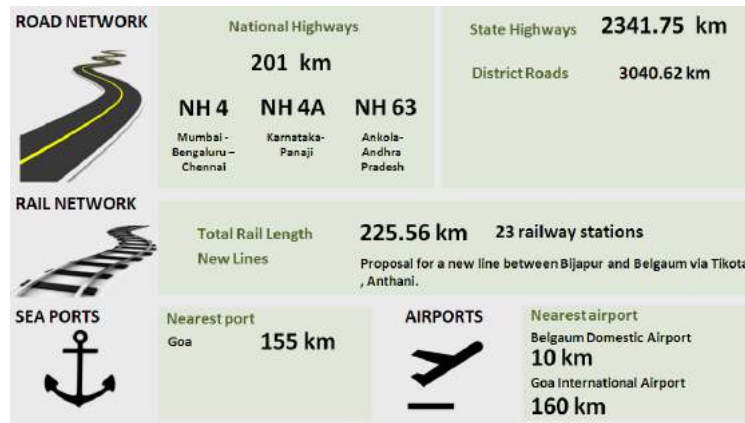 ROAD NETWORK
National Highways
201 km
NH 4 NH 4A NH 63
Mumbai - Karnataka- Ankola-
Bengaluru – Panaji Andhra
Chennai Pradesh
State Highways 2341.75 km
District Roads 3040.62 km
RAIL NETWORK
Total Rail Length 225.56 km 23 railway stations
New Lines
Proposal for a new line between Bijapur and Belgaum via Tikota
, Anthani.
SEA PORTS
Nearest port
Goa 155 km
AIRPORTS
Nearest airport
Belgaum Domestic Airport
10 km
Goa International Airport
160 km